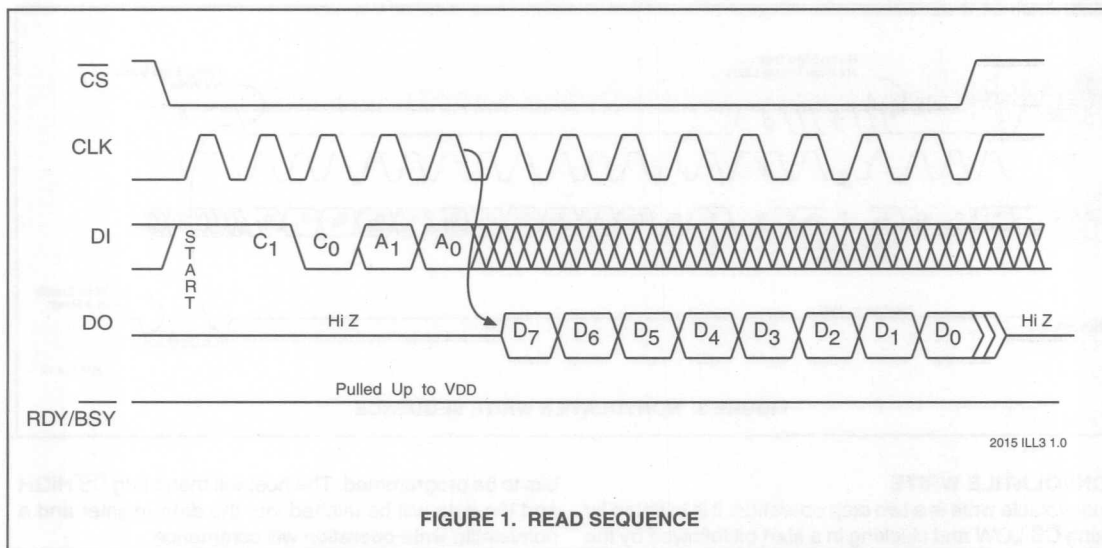 CS
CLK
DI
START
C1 C0 A1 A0
DO
Hi Z
D7 D6 D5 D4 D3 D2 D1 D0
Hi Z
Pulled Up to VDD
RDY/BSY
2015 ILL3 1.0
FIGURE 1. READ SEQUENCE